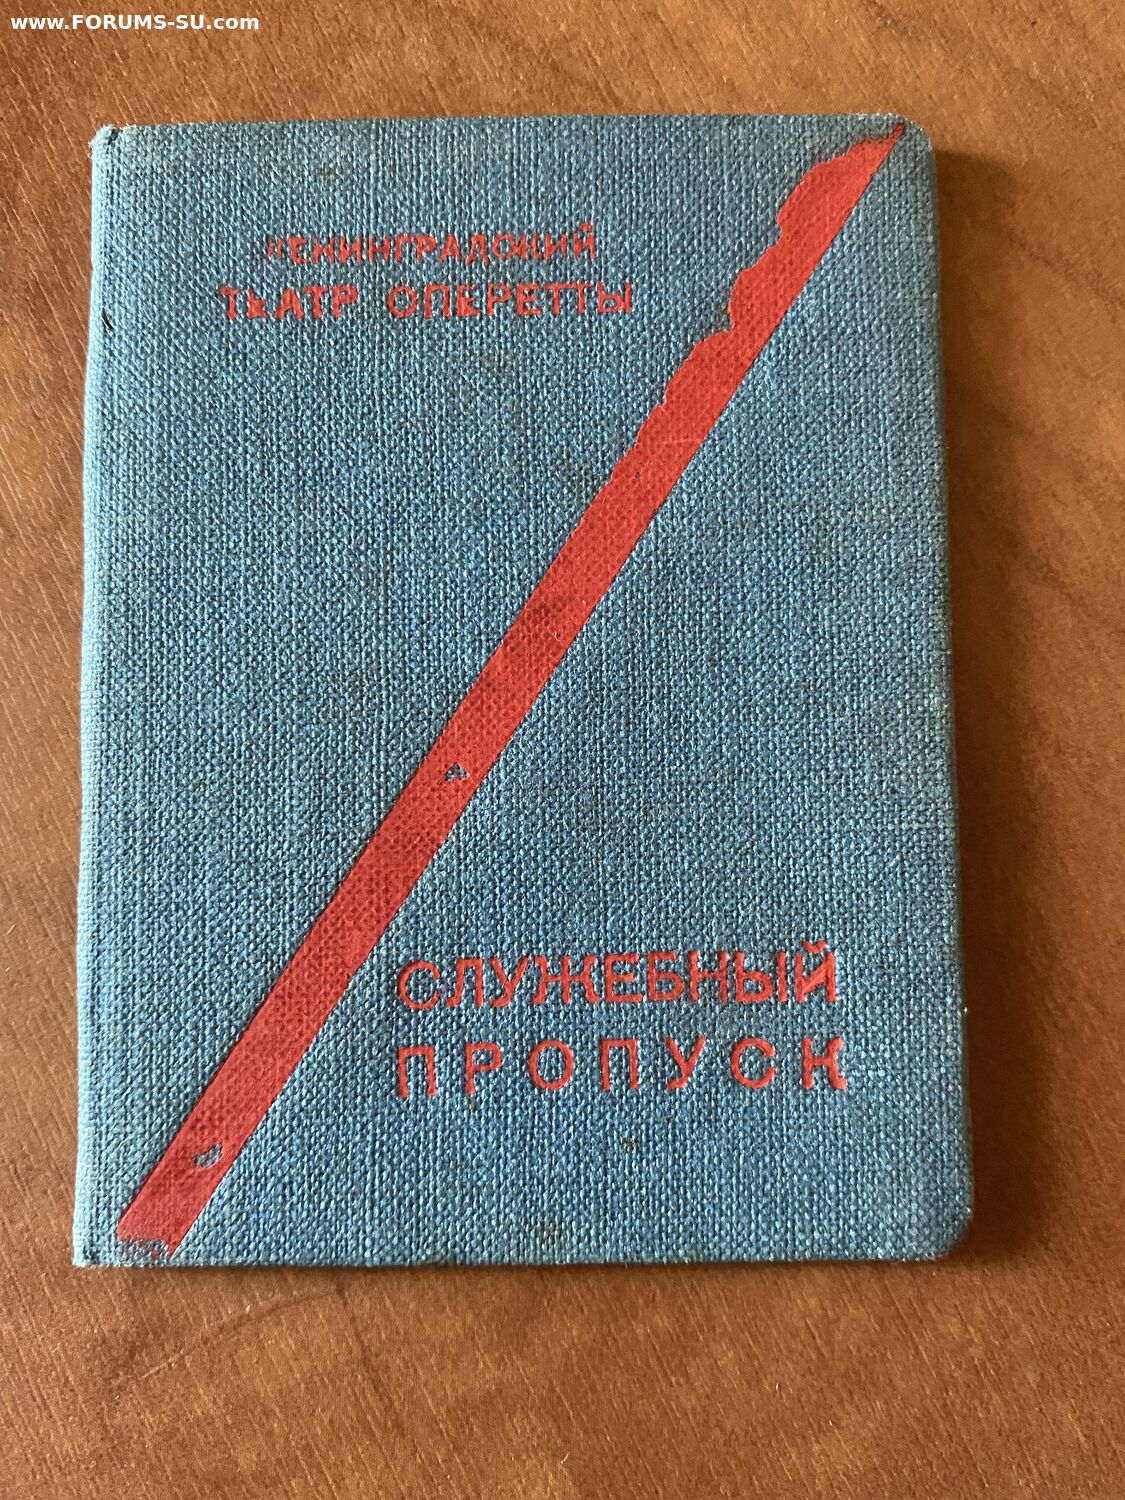 www.FORUMS-SU.com
ЛЕНИНГРАДСКИЙ
ТЕАТР ОПЕРЕТТЫ
СЛУЖЕБНЫЙ
ПРОПУСК